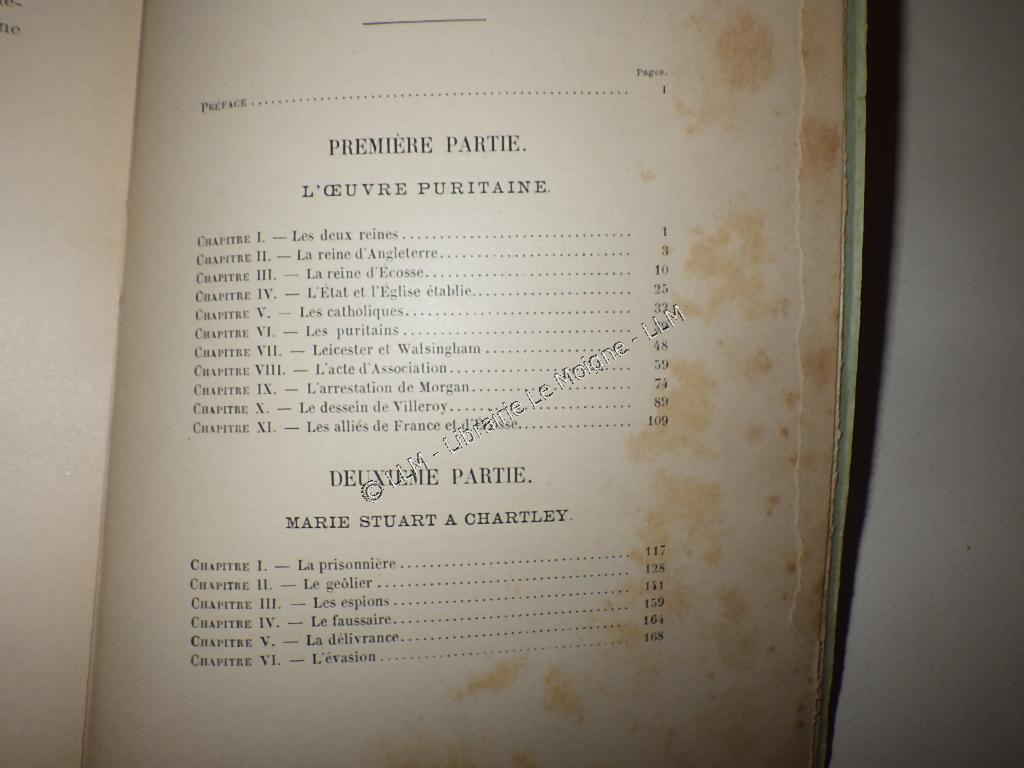 ne
Pages.
PRÉFACE I
PREMIÈRE PARTIE.
L'ŒUVRE PURITAINE.
CHAPITRE I. — Les deux reines 1
CHAPITRE II. — La reine d'Angleterre 3
CHAPITRE III. — La reine d'Écosse 10
CHAPITRE IV. — L'État et l'Église établie 25
CHAPITRE V. — Les catholiques 32
CHAPITRE VI. — Les puritains
CHAPITRE VII. — Leicester et Walsingham 48
CHAPITRE VIII. — L'acte d'Association 59
CHAPITRE IX. — L'arrestation de Morgan 74
CHAPITRE X. — Le dessein de Villeroy 89
CHAPITRE XI. — Les alliés de France et d'Écosse 109
DEUXIÈME PARTIE.
MARIE STUART A CHARTLEY.
CHAPITRE I. — La prisonnière 117
CHAPITRE II. — Le geôlier 128
CHAPITRE III. — Les espions 141
CHAPITRE IV. — Le faussaire 159
CHAPITRE V. — La délivrance 164
CHAPITRE VI. — L'évasion 168
© LLM - Librairie Le Moigne - LLM